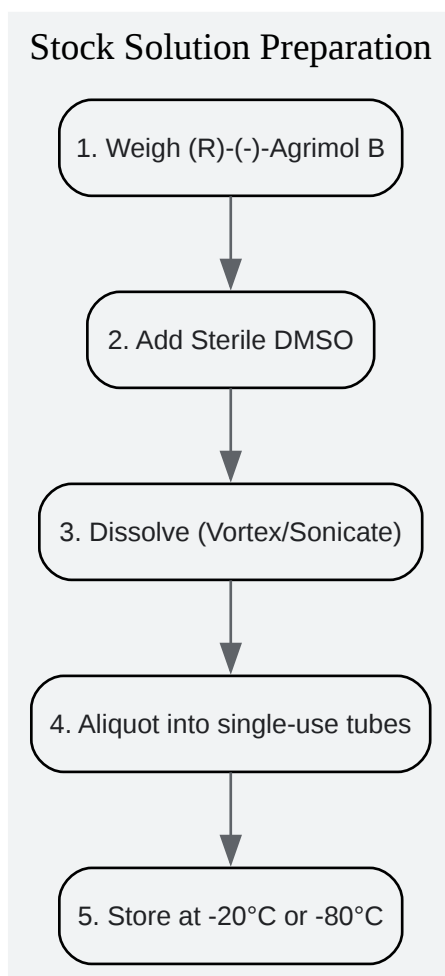 Stock Solution Preparation
1. Weigh (R)-(-)-Agrimol B
2. Add Sterile DMSO
3. Dissolve (Vortex/Sonicate)
4. Aliquot into single-use tubes
5. Store at -20°C or -80°C